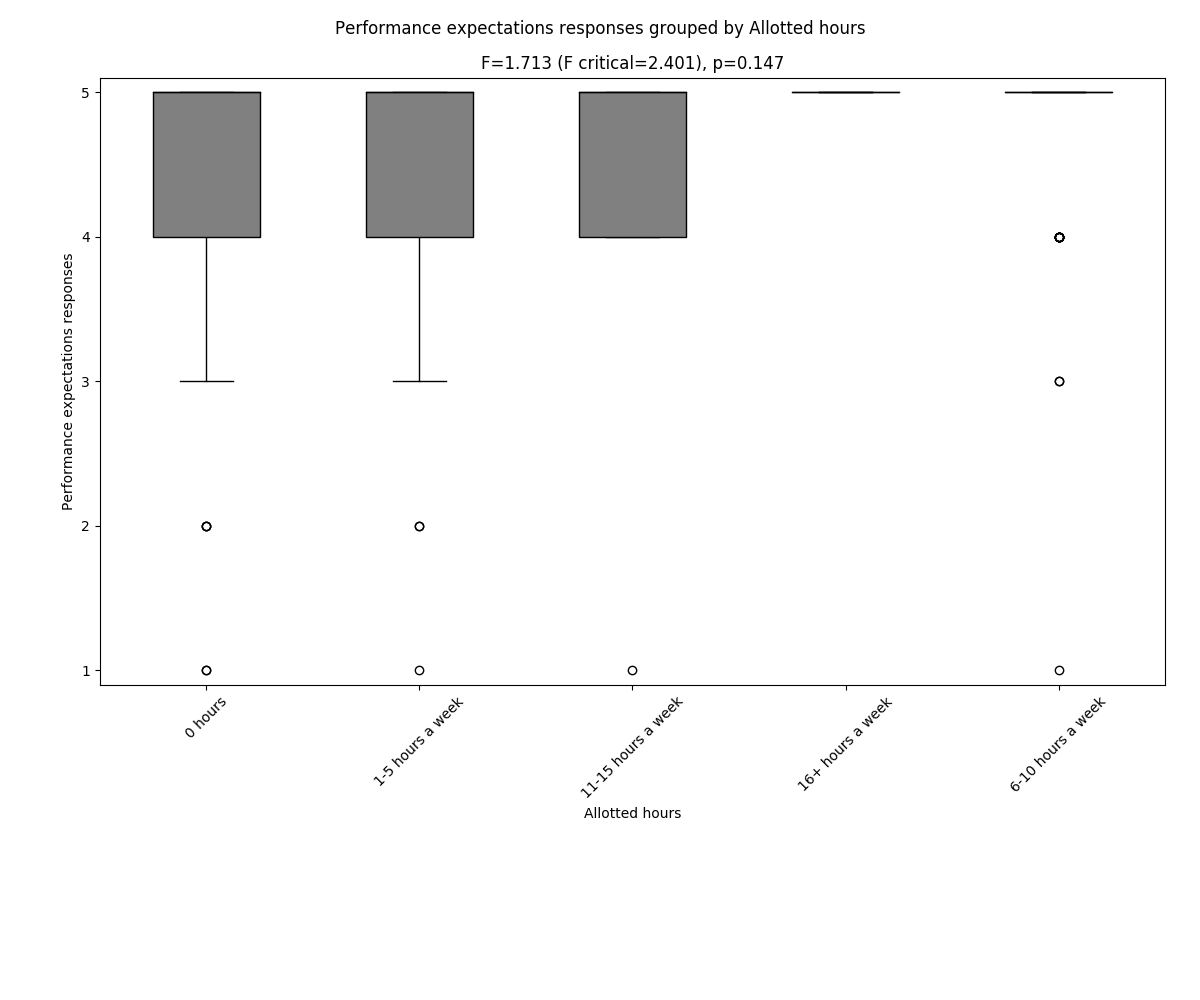 Performance expectations responses grouped by Allotted hours
F=1.713 (F critical=2.401), p=0.147
5
4
3
2
1
Performance expectations responses
0 hours
1-5 hours a week
11-15 hours a week
16+ hours a week
6-10 hours a week
Allotted hours